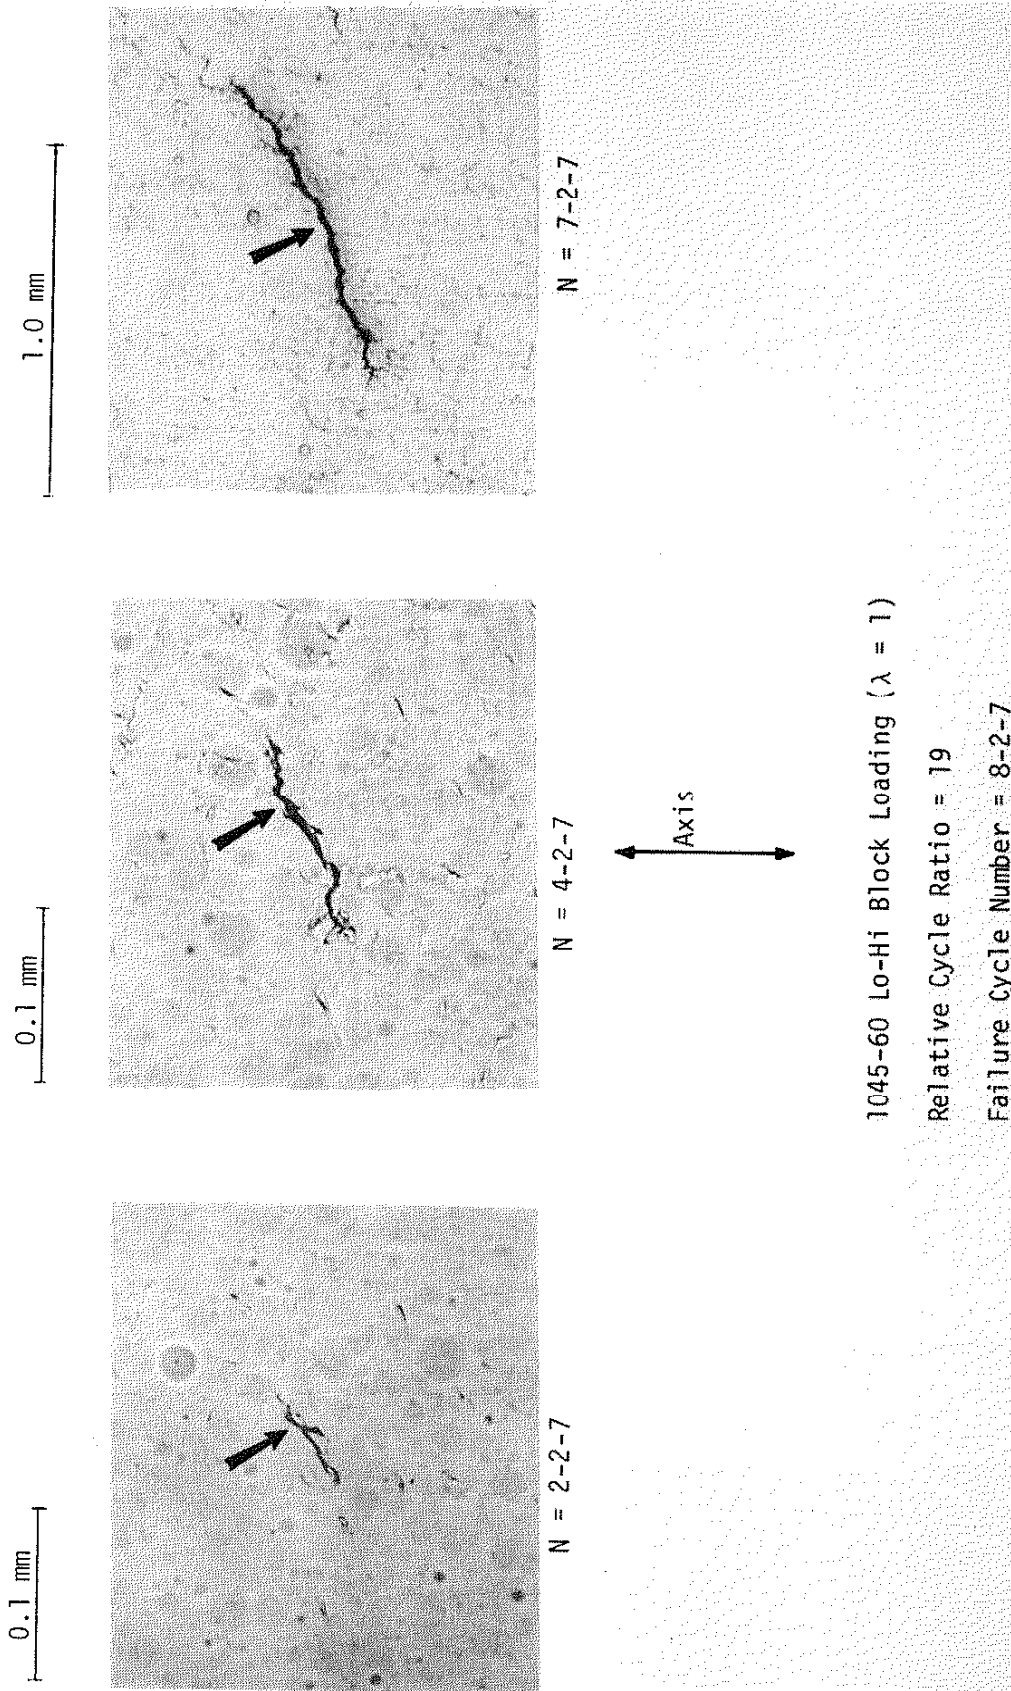 0.1 mm
0.1 mm
1.0 mm
N = 2-2-7
N = 4-2-7
N = 7-2-7
Axis
1045-60 Lo-Hi Block Loading (λ = 1)
Relative Cycle Ratio = 19
Failure Cycle Number = 8-2-7